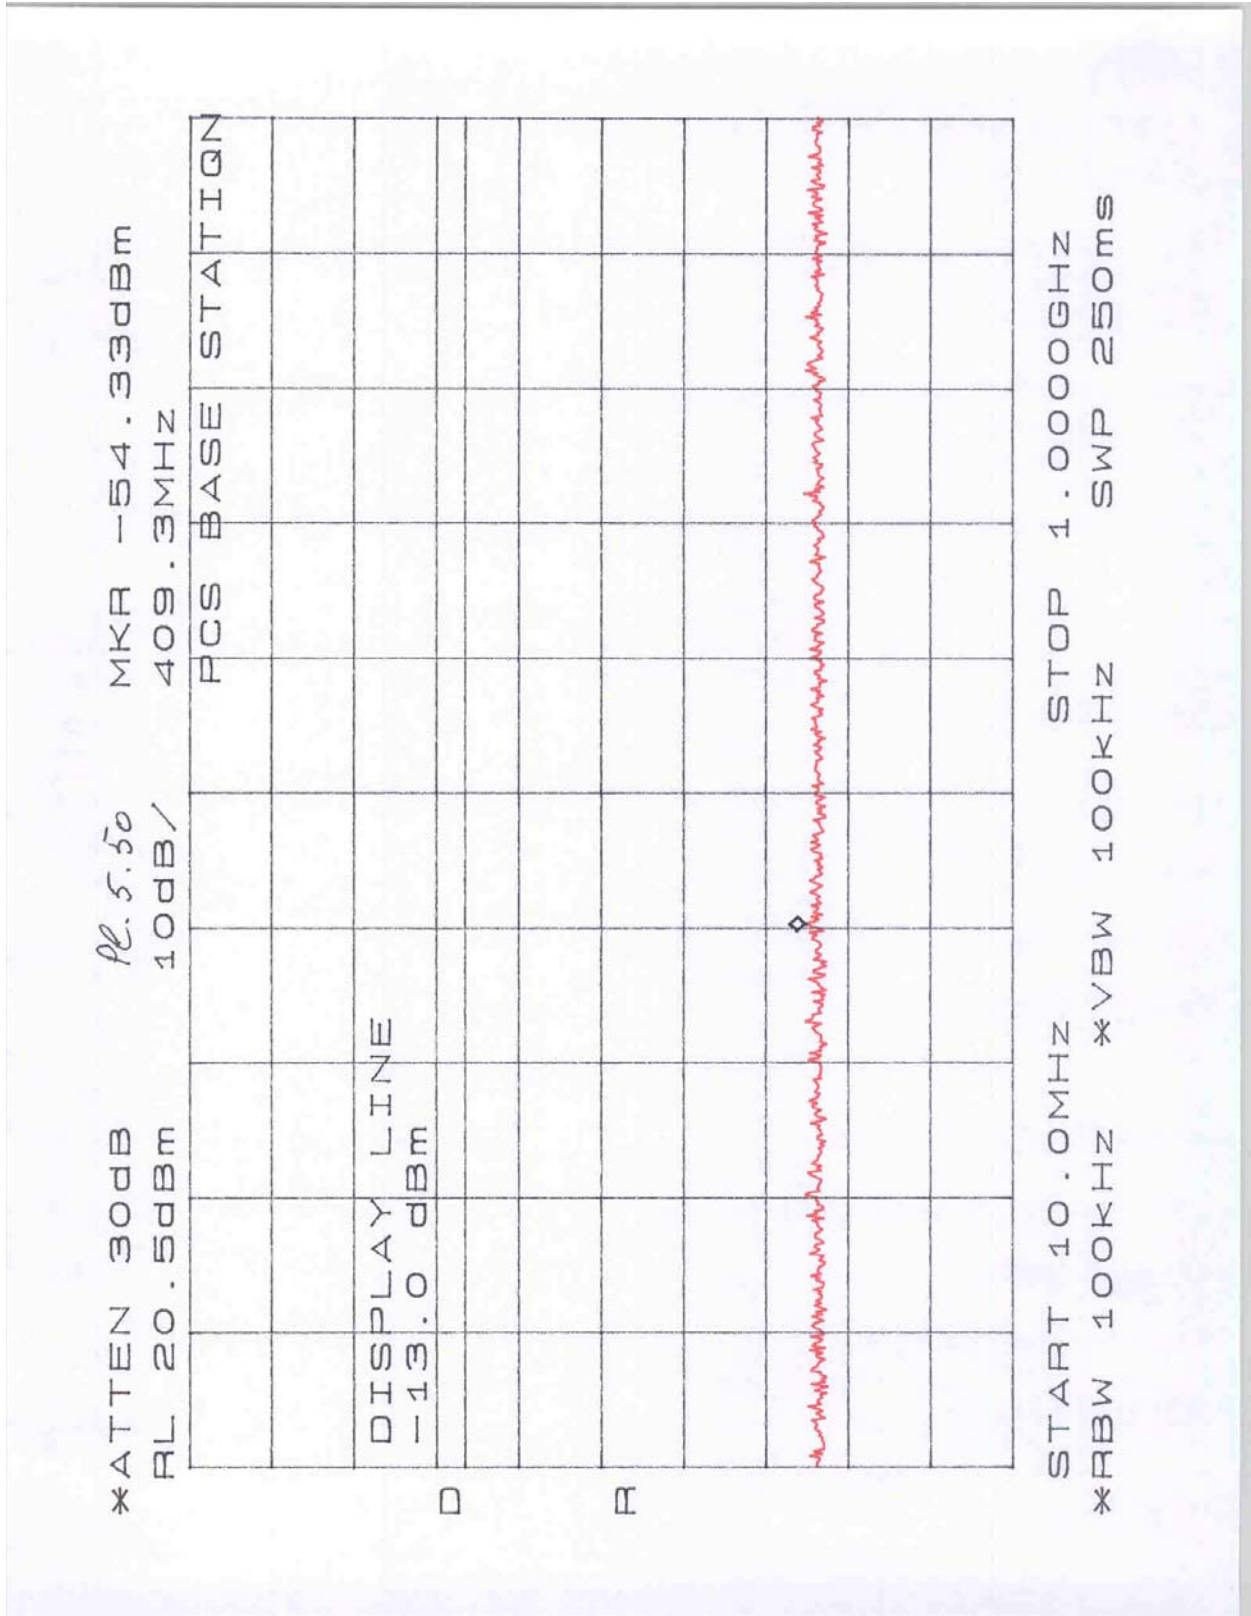 Pl. 5.50
*ATTEN 30dB MKR -54.33dBm
RL 20.5dBm 10dB/ 409.3MHz
PCS BASE STATION
DISPLAY LINE
-13.0 dBm
D
R
START 10.0MHz STOP 1.0000GHz
*RBW 100KHz *VBW 100KHz SWP 250ms